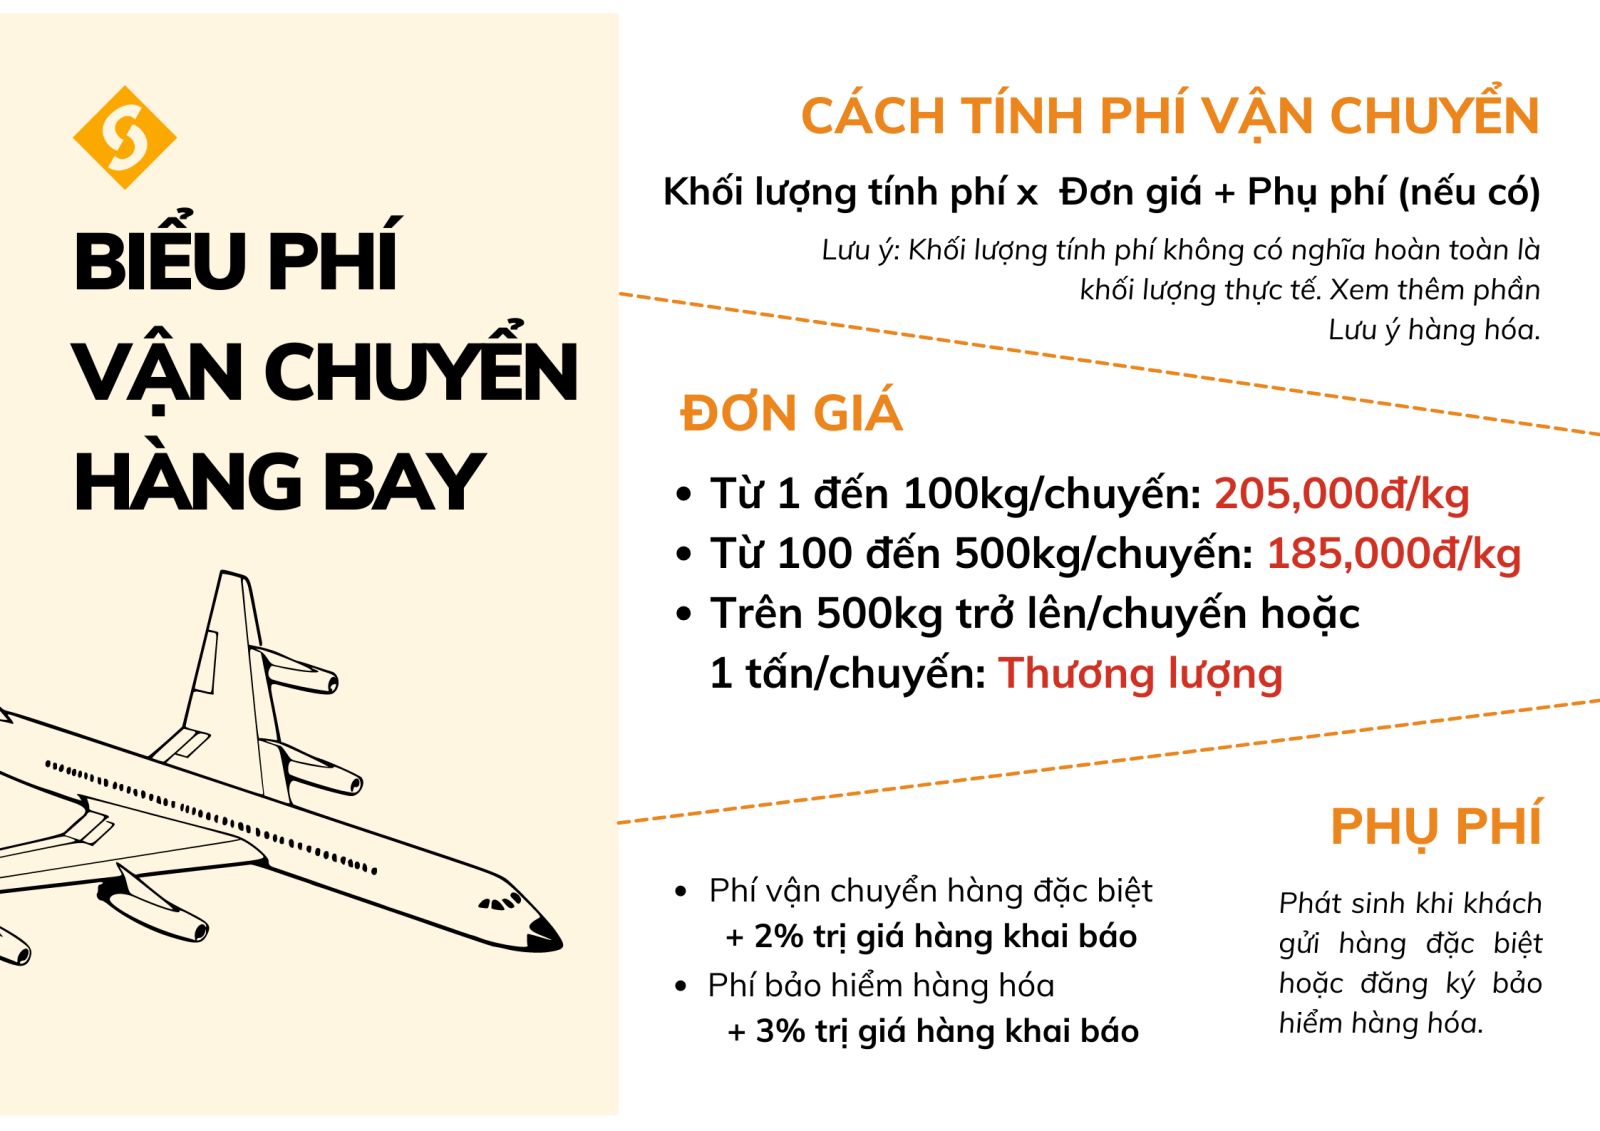 BIỂU PHÍ
VẬN CHUYỂN
HÀNG BAY
CÁCH TÍNH PHÍ VẬN CHUYỂN
Khối lượng tính phí x Đơn giá + Phụ phí (nếu có)
Lưu ý: Khối lượng tính phí không có nghĩa hoàn toàn là
khối lượng thực tế. Xem thêm phần
Lưu ý hàng hóa.
ĐƠN GIÁ
• Từ 1 đến 100kg/chuyến: 205,000đ/kg
• Từ 100 đến 500kg/chuyến: 185,000đ/kg
• Trên 500kg trở lên/chuyến hoặc
1 tấn/chuyến: Thương lượng
PHỤ PHÍ
• Phí vận chuyển hàng đặc biệt
+ 2% trị giá hàng khai báo
• Phí bảo hiểm hàng hóa
+ 3% trị giá hàng khai báo
Phát sinh khi khách
gửi hàng đặc biệt
hoặc đăng ký bảo
hiểm hàng hóa.